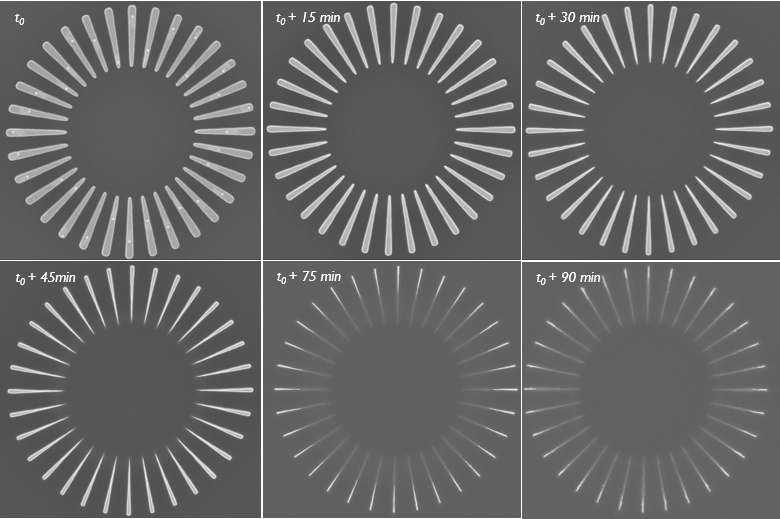 t0
t0 + 15 min
t0 + 30 min
t0 + 45min
t0 + 75 min
t0 + 90 min